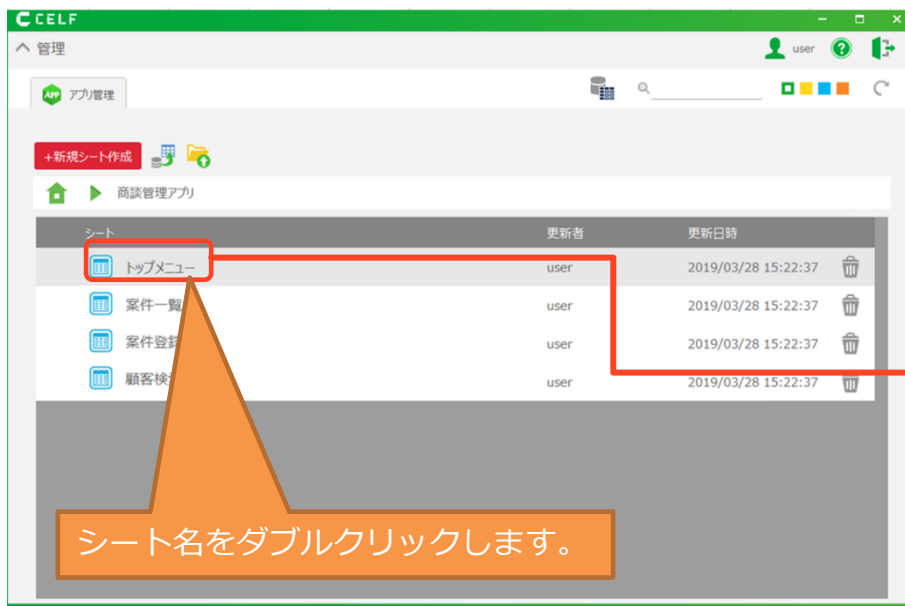 CELF
管理
user
APP アプリ管理
+新規シート作成
商談管理アプリ
シート 更新者 更新日時
トップメニュー user 2019/03/28 15:22:37
案件一覧 user 2019/03/28 15:22:37
案件登録 user 2019/03/28 15:22:37
顧客検 user 2019/03/28 15:22:37
シート名をダブルクリックします。